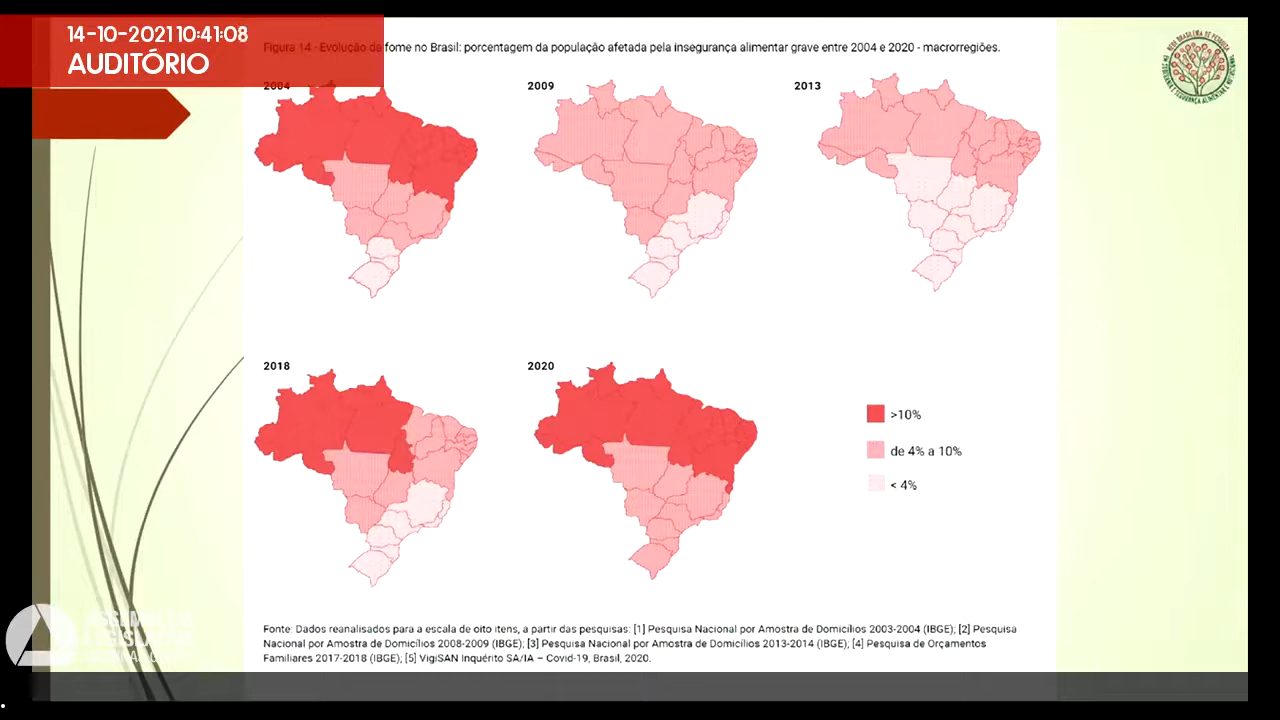 14-10-2021 10:41:08
AUDITÓRIO
Figura 14 - Evolução da fome no Brasil: porcentagem da população afetada pela insegurança alimentar grave entre 2004 e 2020 - macrorregiões.
2004
2009
2013
2018
2020
>10%
de 4% a 10%
< 4%
Fonte: Dados reanalisados para a escala de oito itens, a partir das pesquisas: [1] Pesquisa Nacional por Amostra de Domicílios 2003-2004 (IBGE); [2] Pesquisa
Nacional por Amostra de Domicílios 2008-2009 (IBGE); [3] Pesquisa Nacional por Amostra de Domicílios 2013-2014 (IBGE); [4] Pesquisa de Orçamentos
Familiares 2017-2018 (IBGE); [5] VigiSAN Inquérito SA/IA – Covid-19, Brasil, 2020.